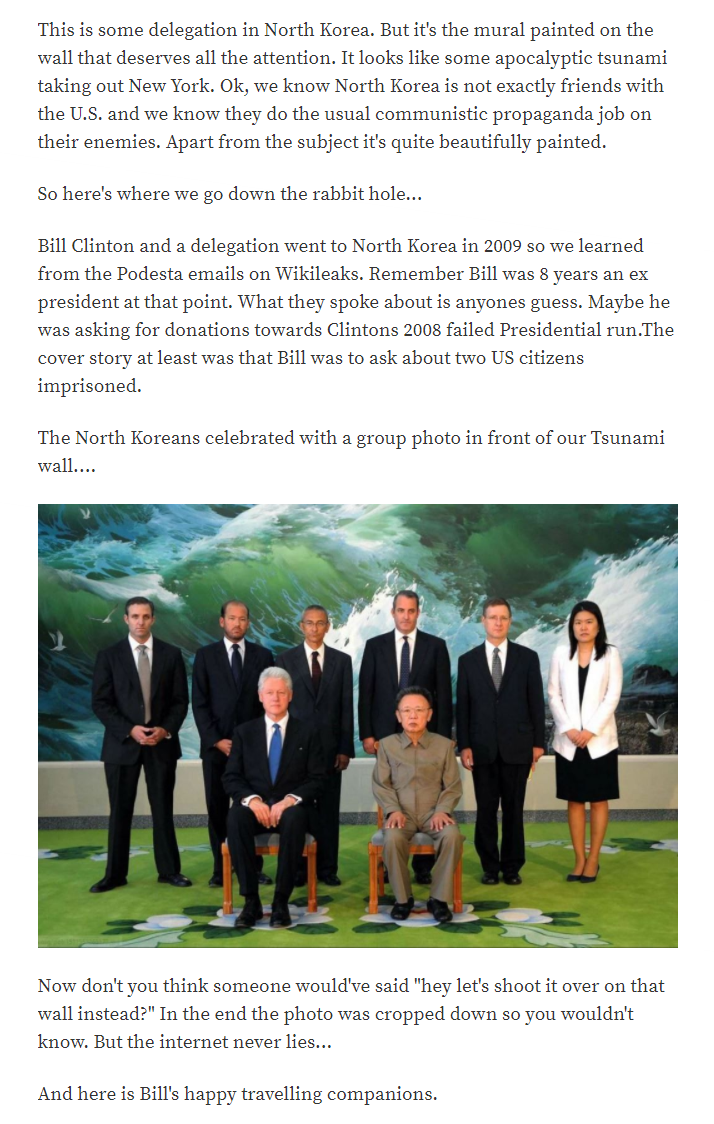 This is some delegation in North Korea. But it's the mural painted on the
wall that deserves all the attention. It looks like some apocalyptic tsunami
taking out New York. Ok, we know North Korea is not exactly friends with
the U.S. and we know they do the usual communistic propaganda job on
their enemies. Apart from the subject it's quite beautifully painted.
So here's where we go down the rabbit hole...
Bill Clinton and a delegation went to North Korea in 2009 so we learned
from the Podesta emails on Wikileaks. Remember Bill was 8 years an ex
president at that point. What they spoke about is anyones guess. Maybe he
was asking for donations towards Clintons 2008 failed Presidential run.The
cover story at least was that Bill was to ask about two US citizens
imprisoned.
The North Koreans celebrated with a group photo in front of our Tsunami
wall....
Now don't you think someone would've said "hey let's shoot it over on that
wall instead?" In the end the photo was cropped down so you wouldn't
know. But the internet never lies...
And here is Bill's happy travelling companions.